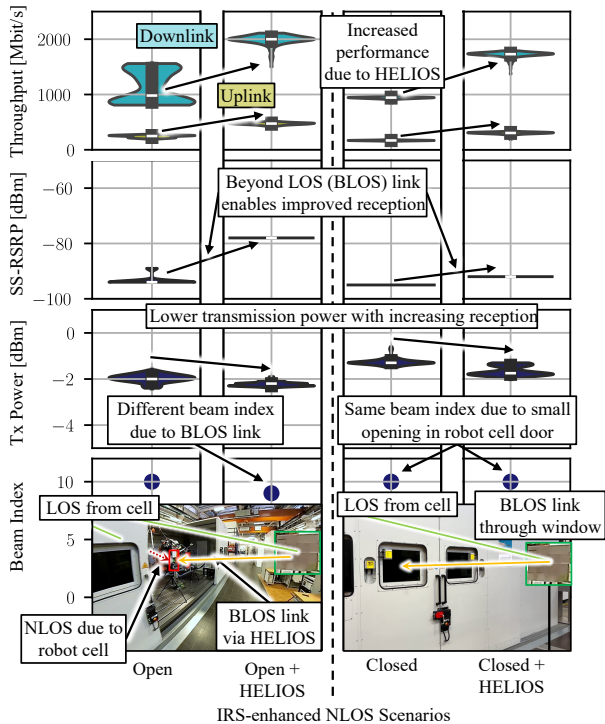 Throughput [Mbit/s]
2000
1000
0
Downlink
Uplink
Increased
performance
due to HELIOS
SS-RSRP [dBm]
−60
−80
−100
Beyond LOS (BLOS) link
enables improved reception
Tx Power [dBm]
0
−2
−4
Lower transmission power with increasing reception
Different beam index
due to BLOS link
Same beam index due to small
opening in robot cell door
Beam Index
10
5
0
LOS from cell
LOS from cell
BLOS link
through window
NLOS due to
robot cell
BLOS link
via HELIOS
Open
Open +
HELIOS
Closed
Closed +
HELIOS
IRS-enhanced NLOS Scenarios